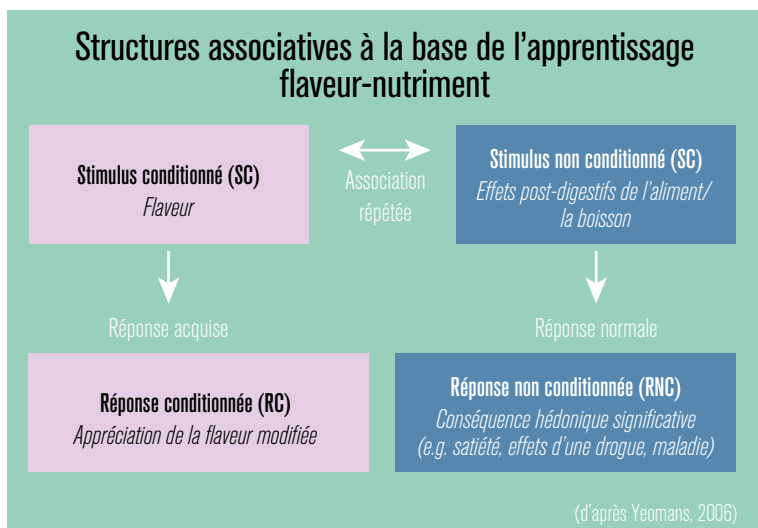 Structures associatives à la base de l'apprentissage
flaveur-nutriment
Stimulus conditionné (SC)
Flaveur
Association
répétée
Stimulus non conditionné (SC)
Effets post-digestifs de l'aliment/
la boisson
Réponse acquise
Réponse normale
Réponse conditionnée (RC)
Appréciation de la flaveur modifiée
Réponse non conditionnée (RNC)
Conséquence hédonique significative
(e.g. satiété, effets d'une drogue, maladie)
(d'après Yeomans, 2006)